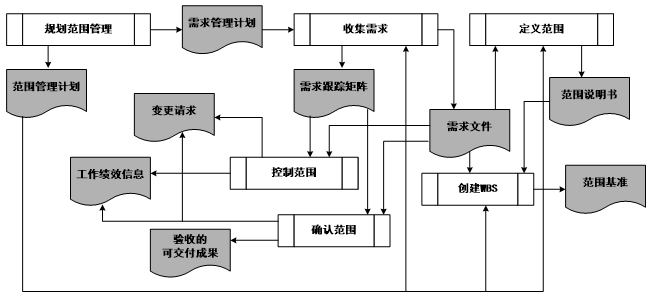 规划范围管理
需求管理计划
收集需求
定义范围
范围管理计划
需求跟踪矩阵
范围说明书
变更请求
需求文件
工作绩效信息
控制范围
创建WBS
范围基准
确认范围
验收的
可交付成果